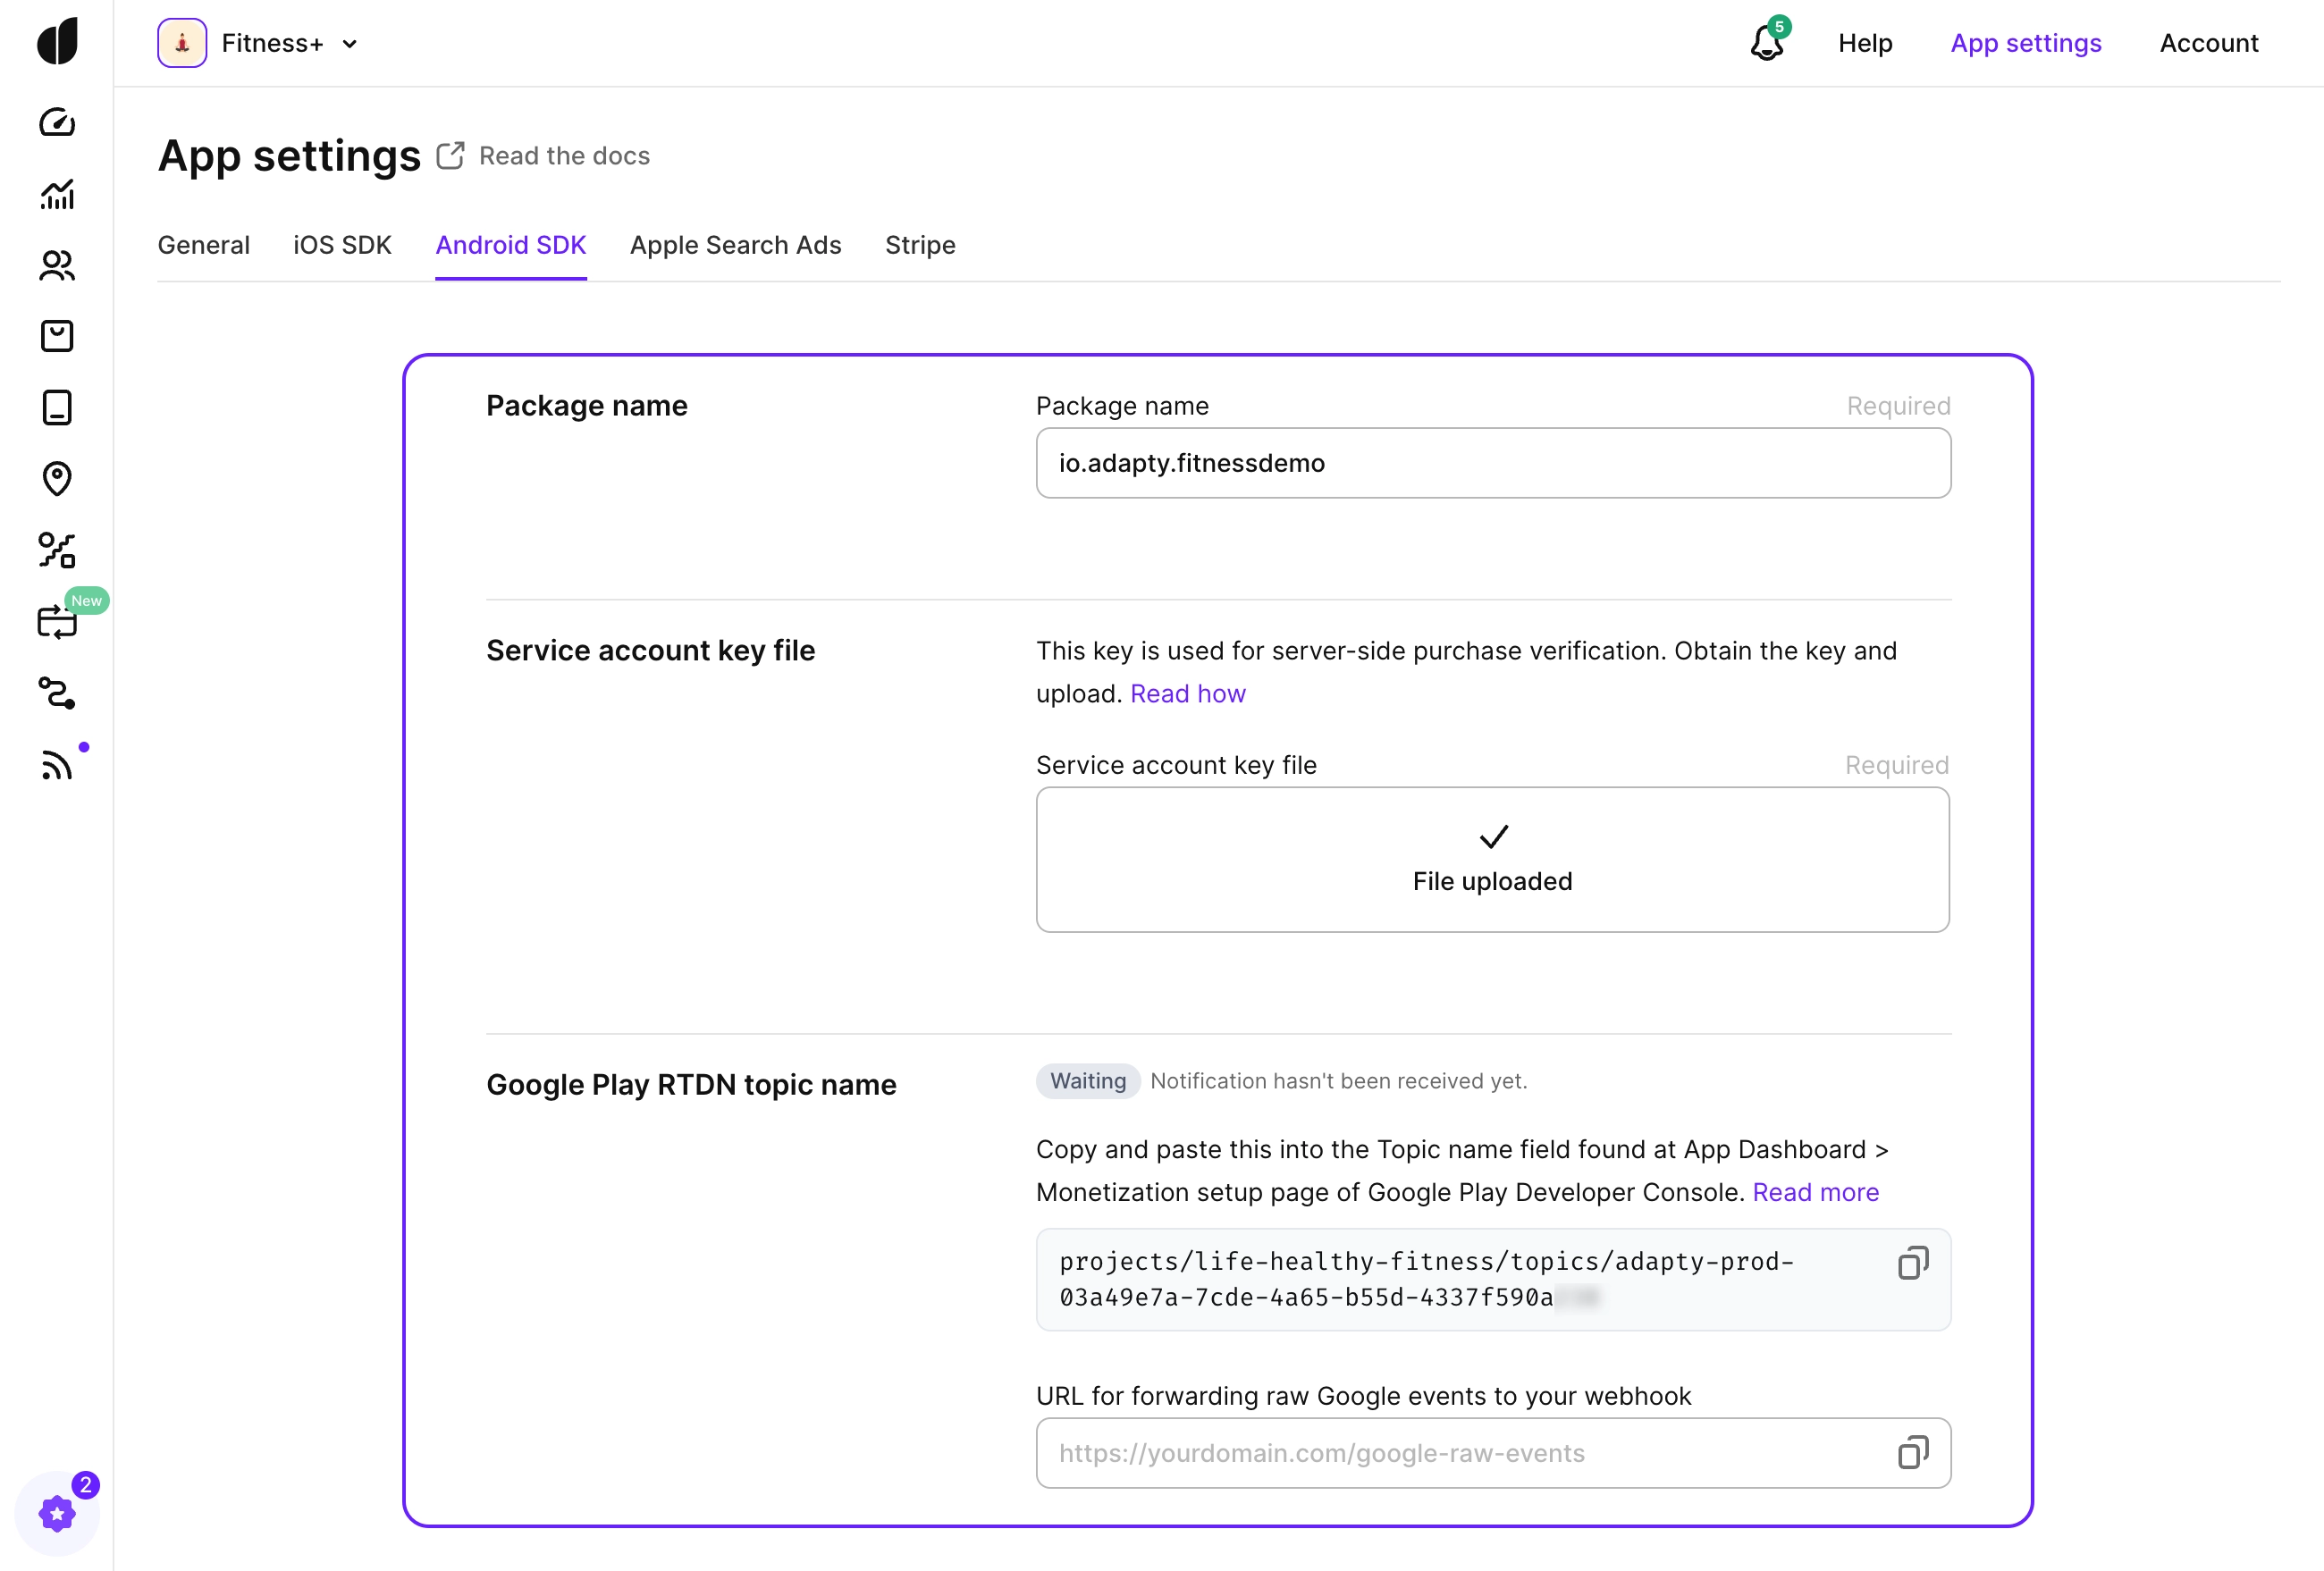 Fitness+
5
Help
App settings
Account
App settings
Read the docs
General
iOS SDK
Android SDK
Apple Search Ads
Stripe
Package name
Package name
Required
io.adapty.fitnessdemo
New
Service account key file
This key is used for server-side purchase verification. Obtain the key and
upload. Read how
Service account key file
Required
File uploaded
Google Play RTDN topic name
Waiting
Notification hasn't been received yet.
Copy and paste this into the Topic name field found at App Dashboard >
Monetization setup page of Google Play Developer Console. Read more
projects/life-healthy-fitness/topics/adapty-prod-
03a49e7a-7cde-4a65-b55d-4337f590a
URL for forwarding raw Google events to your webhook
https://yourdomain.com/google-raw-events
2